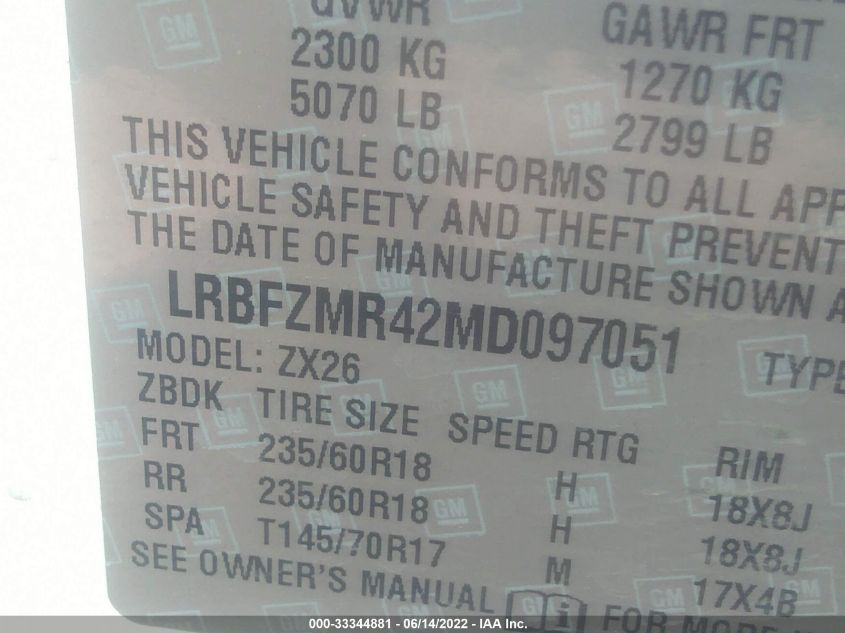 GVWR GAWR FRT
2300 KG 1270 KG
5070 LB 2799 LB
THIS VEHICLE CONFORMS TO ALL APP
VEHICLE SAFETY AND THEFT PREVENT
THE DATE OF MANUFACTURE SHOWN A
LRBFZMR42MD097051 TYPE
MODEL: ZX26
ZBDK TIRE SIZE SPEED RTG RIM
FRT 235/60R18 H 18X8J
RR 235/60R18 H 18X8J
SPA T145/70R17 M 17X4B
SEE OWNER'S MANUAL FOR MORE
000-33344881 - 06/14/2022 - IAA Inc.